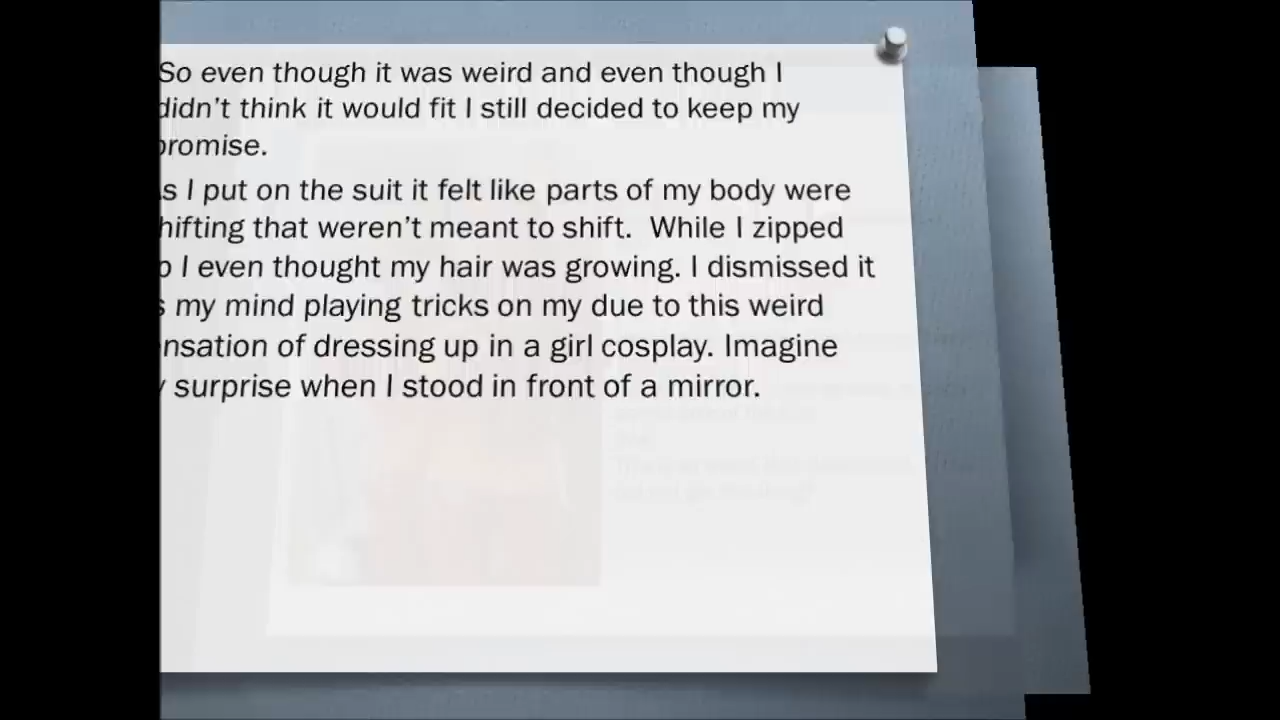 So even though it was weird and even though I
didn't think it would fit I still decided to keep my
promise.
s I put on the suit it felt like parts of my body were
hifting that weren't meant to shift.  While I zipped
p I even thought my hair was growing. I dismissed it
s my mind playing tricks on my due to this weird
nsation of dressing up in a girl cosplay. Imagine
y surprise when I stood in front of a mirror.